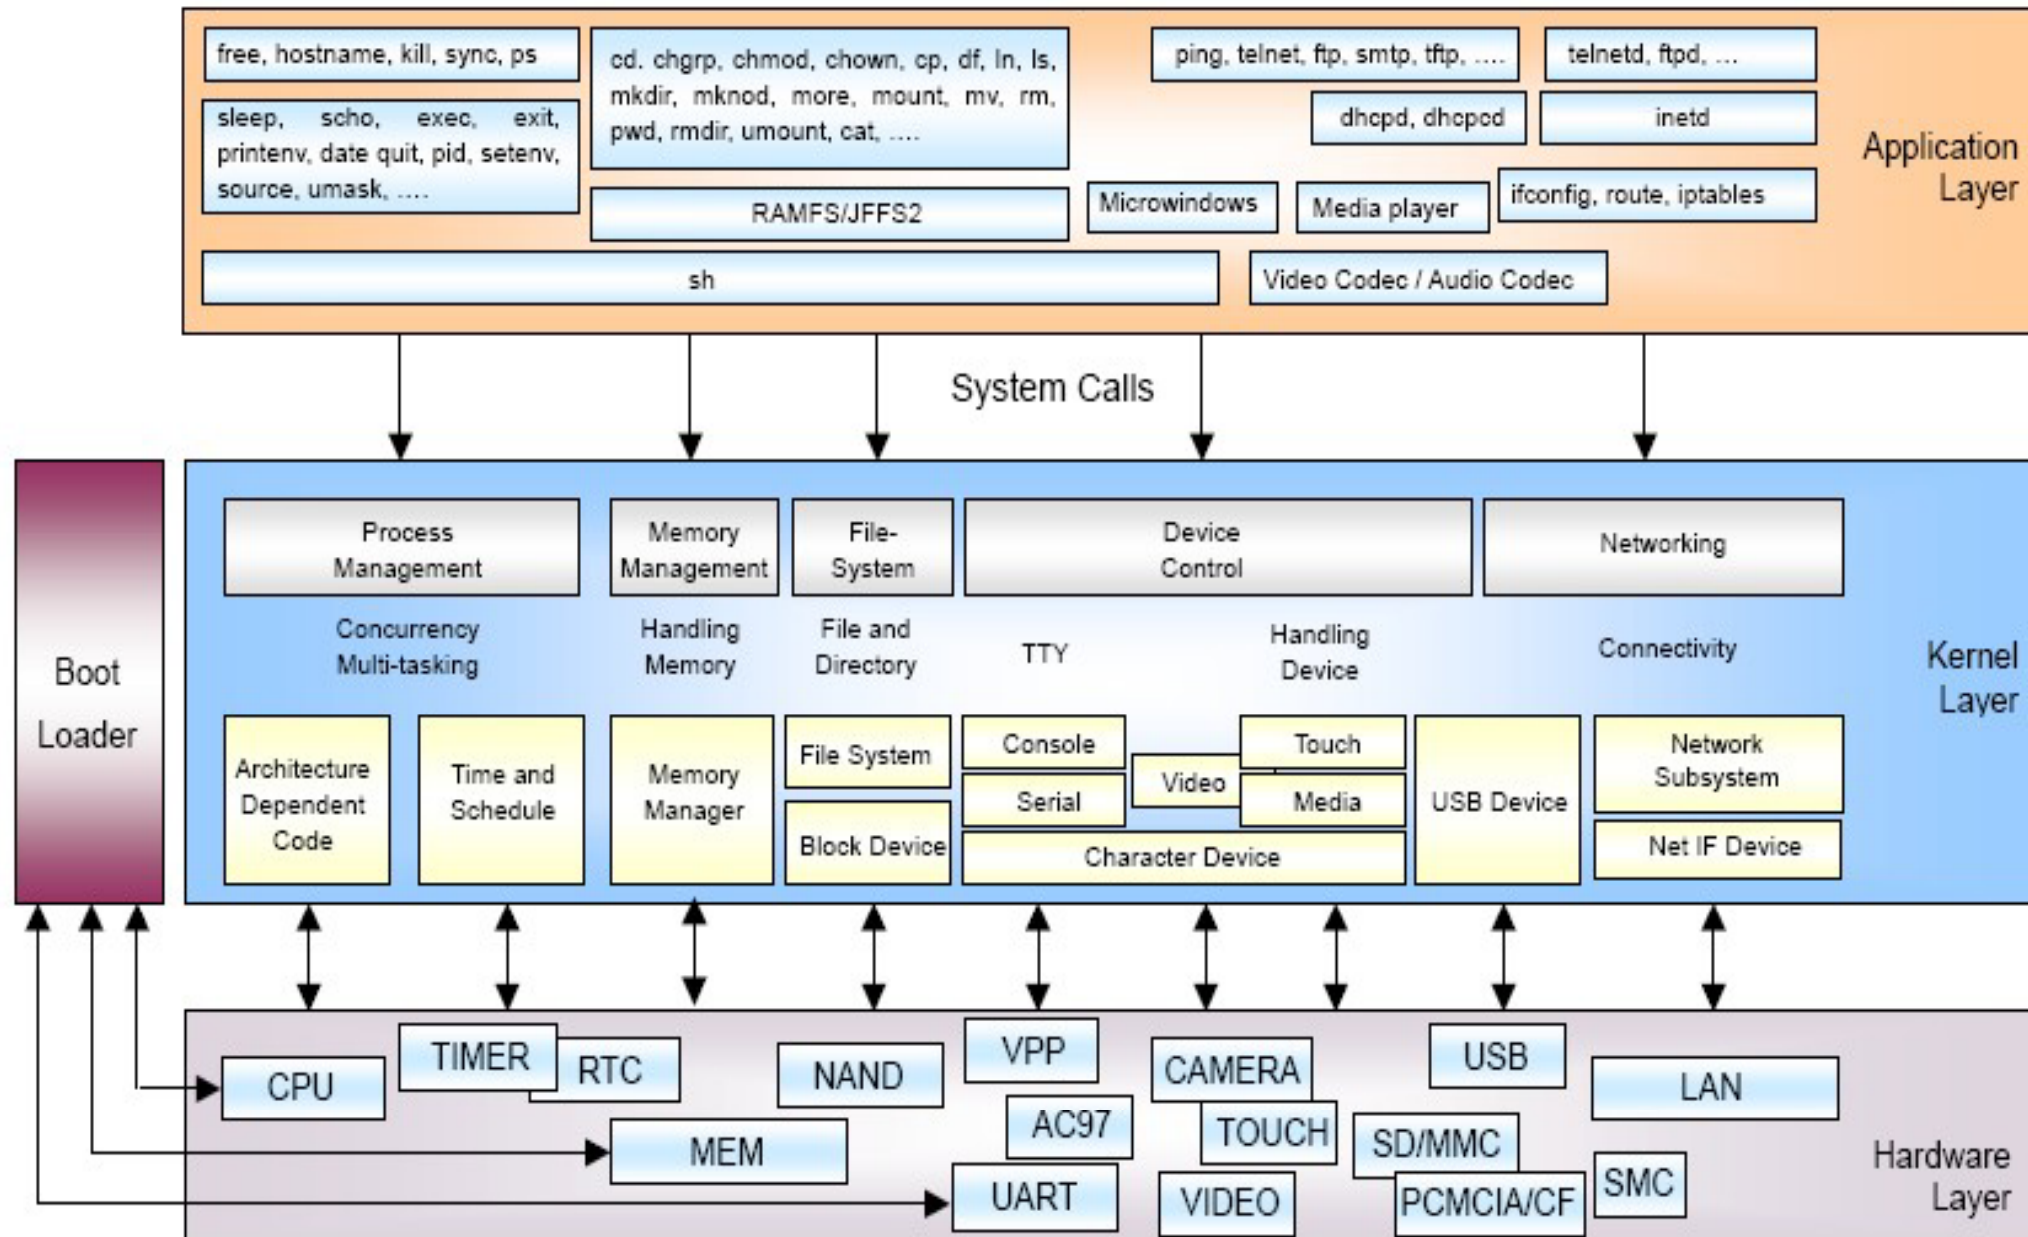 free, hostname, kill, sync, ps
sleep, scho, exec, exit,
printenv, date quit, pid, setenv,
source, umask, ....
cd. chgrp, chmod, chown, cp, df, ln, ls,
mkdir, mknod, more, mount, mv, rm,
pwd, rmdir, umount, cat, ....
RAMFS/JFFS2
sh
ping, telnet, ftp, smtp, tftp, ....
telnetd, ftpd, ...
dhcpd, dhcpcd
inetd
Microwindows
Media player
ifconfig, route, iptables
Video Codec / Audio Codec
Application
Layer
System Calls
Boot
Loader
Process
Management
Memory
Management
File-
System
Device
Control
Networking
Concurrency
Multi-tasking
Handling
Memory
File and
Directory
TTY
Handling
Device
Connectivity
Kernel
Layer
Architecture
Dependent
Code
Time and
Schedule
Memory
Manager
File System
Block Device
Console
Serial
Video
Touch
Media
Character Device
USB Device
Network
Subsystem
Net IF Device
CPU
TIMER
RTC
MEM
NAND
VPP
AC97
UART
CAMERA
TOUCH
VIDEO
USB
SD/MMC
PCMCIA/CF
LAN
SMC
Hardware
Layer